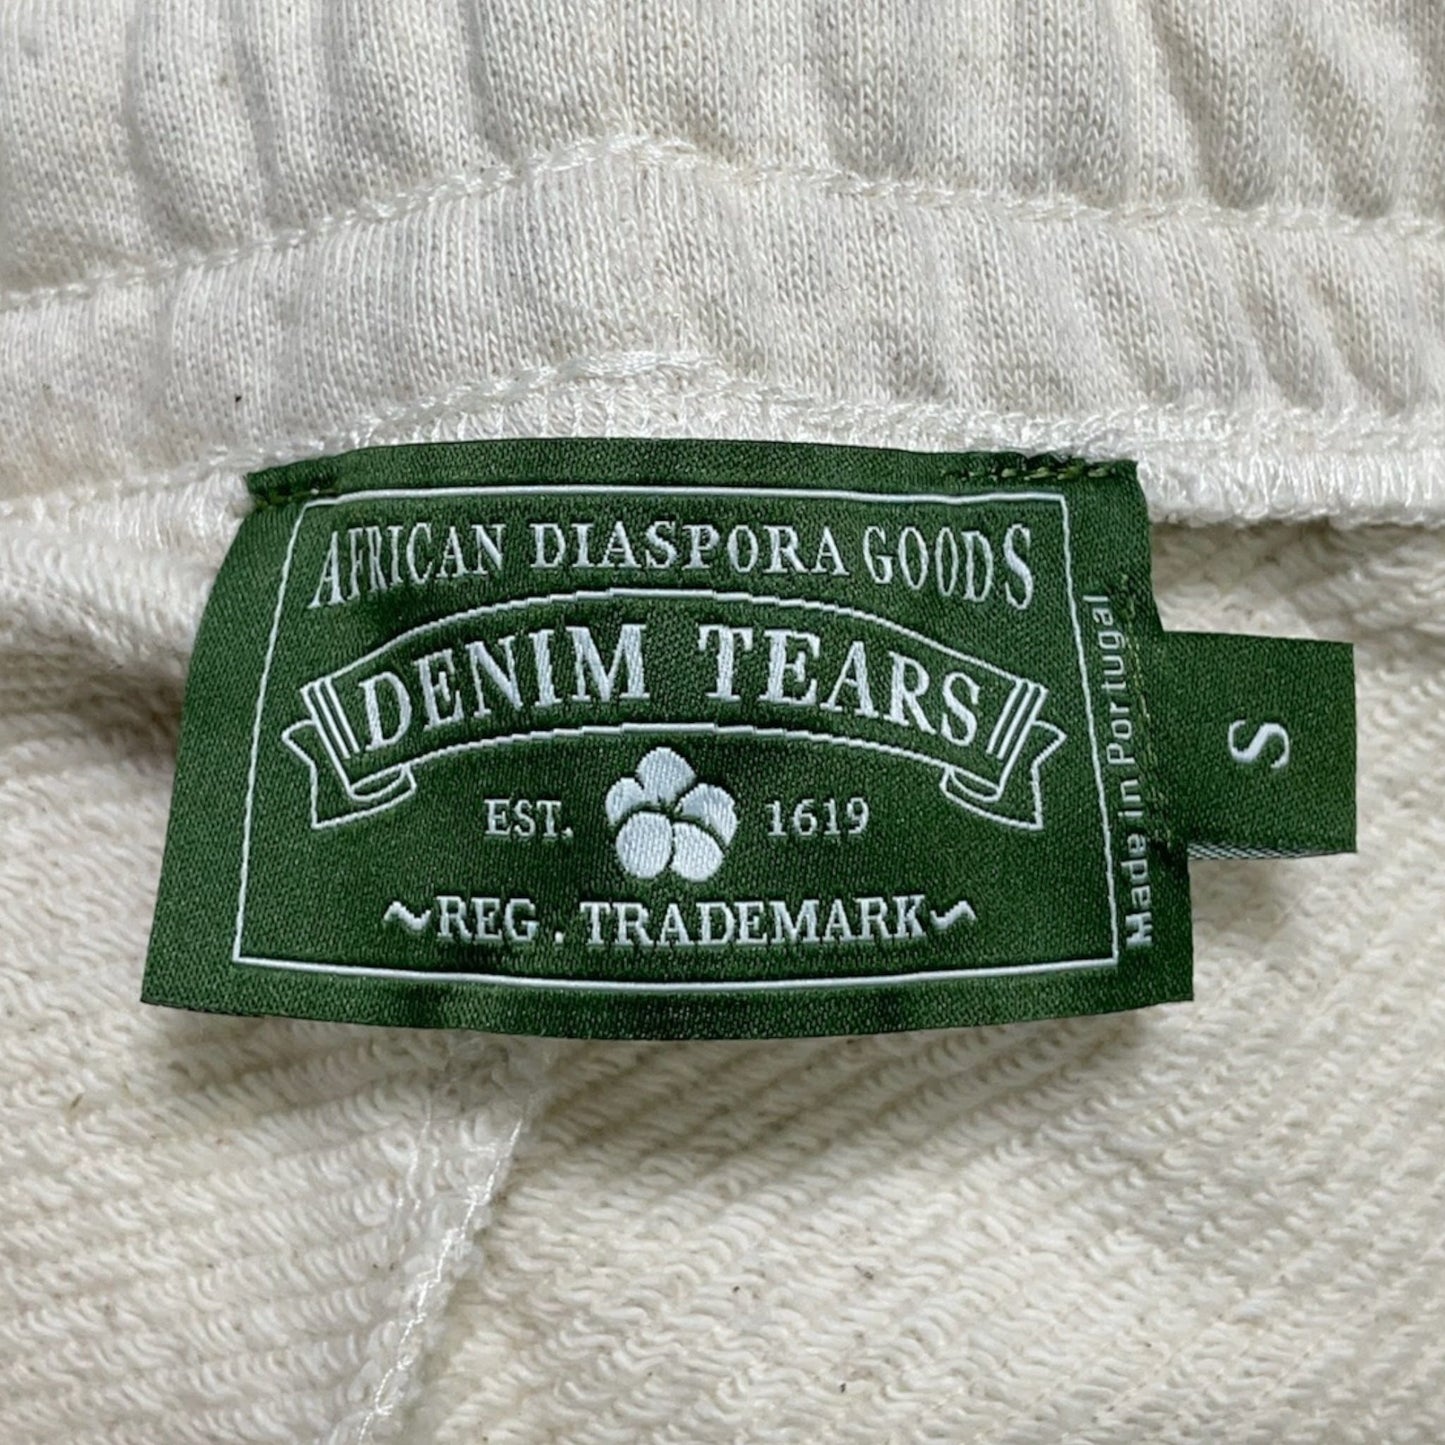 AFRICAN DIASPORA GOODS
DENIM TEARS
EST. 1619
~REG. TRADEMARK~
Made in Portugal
S